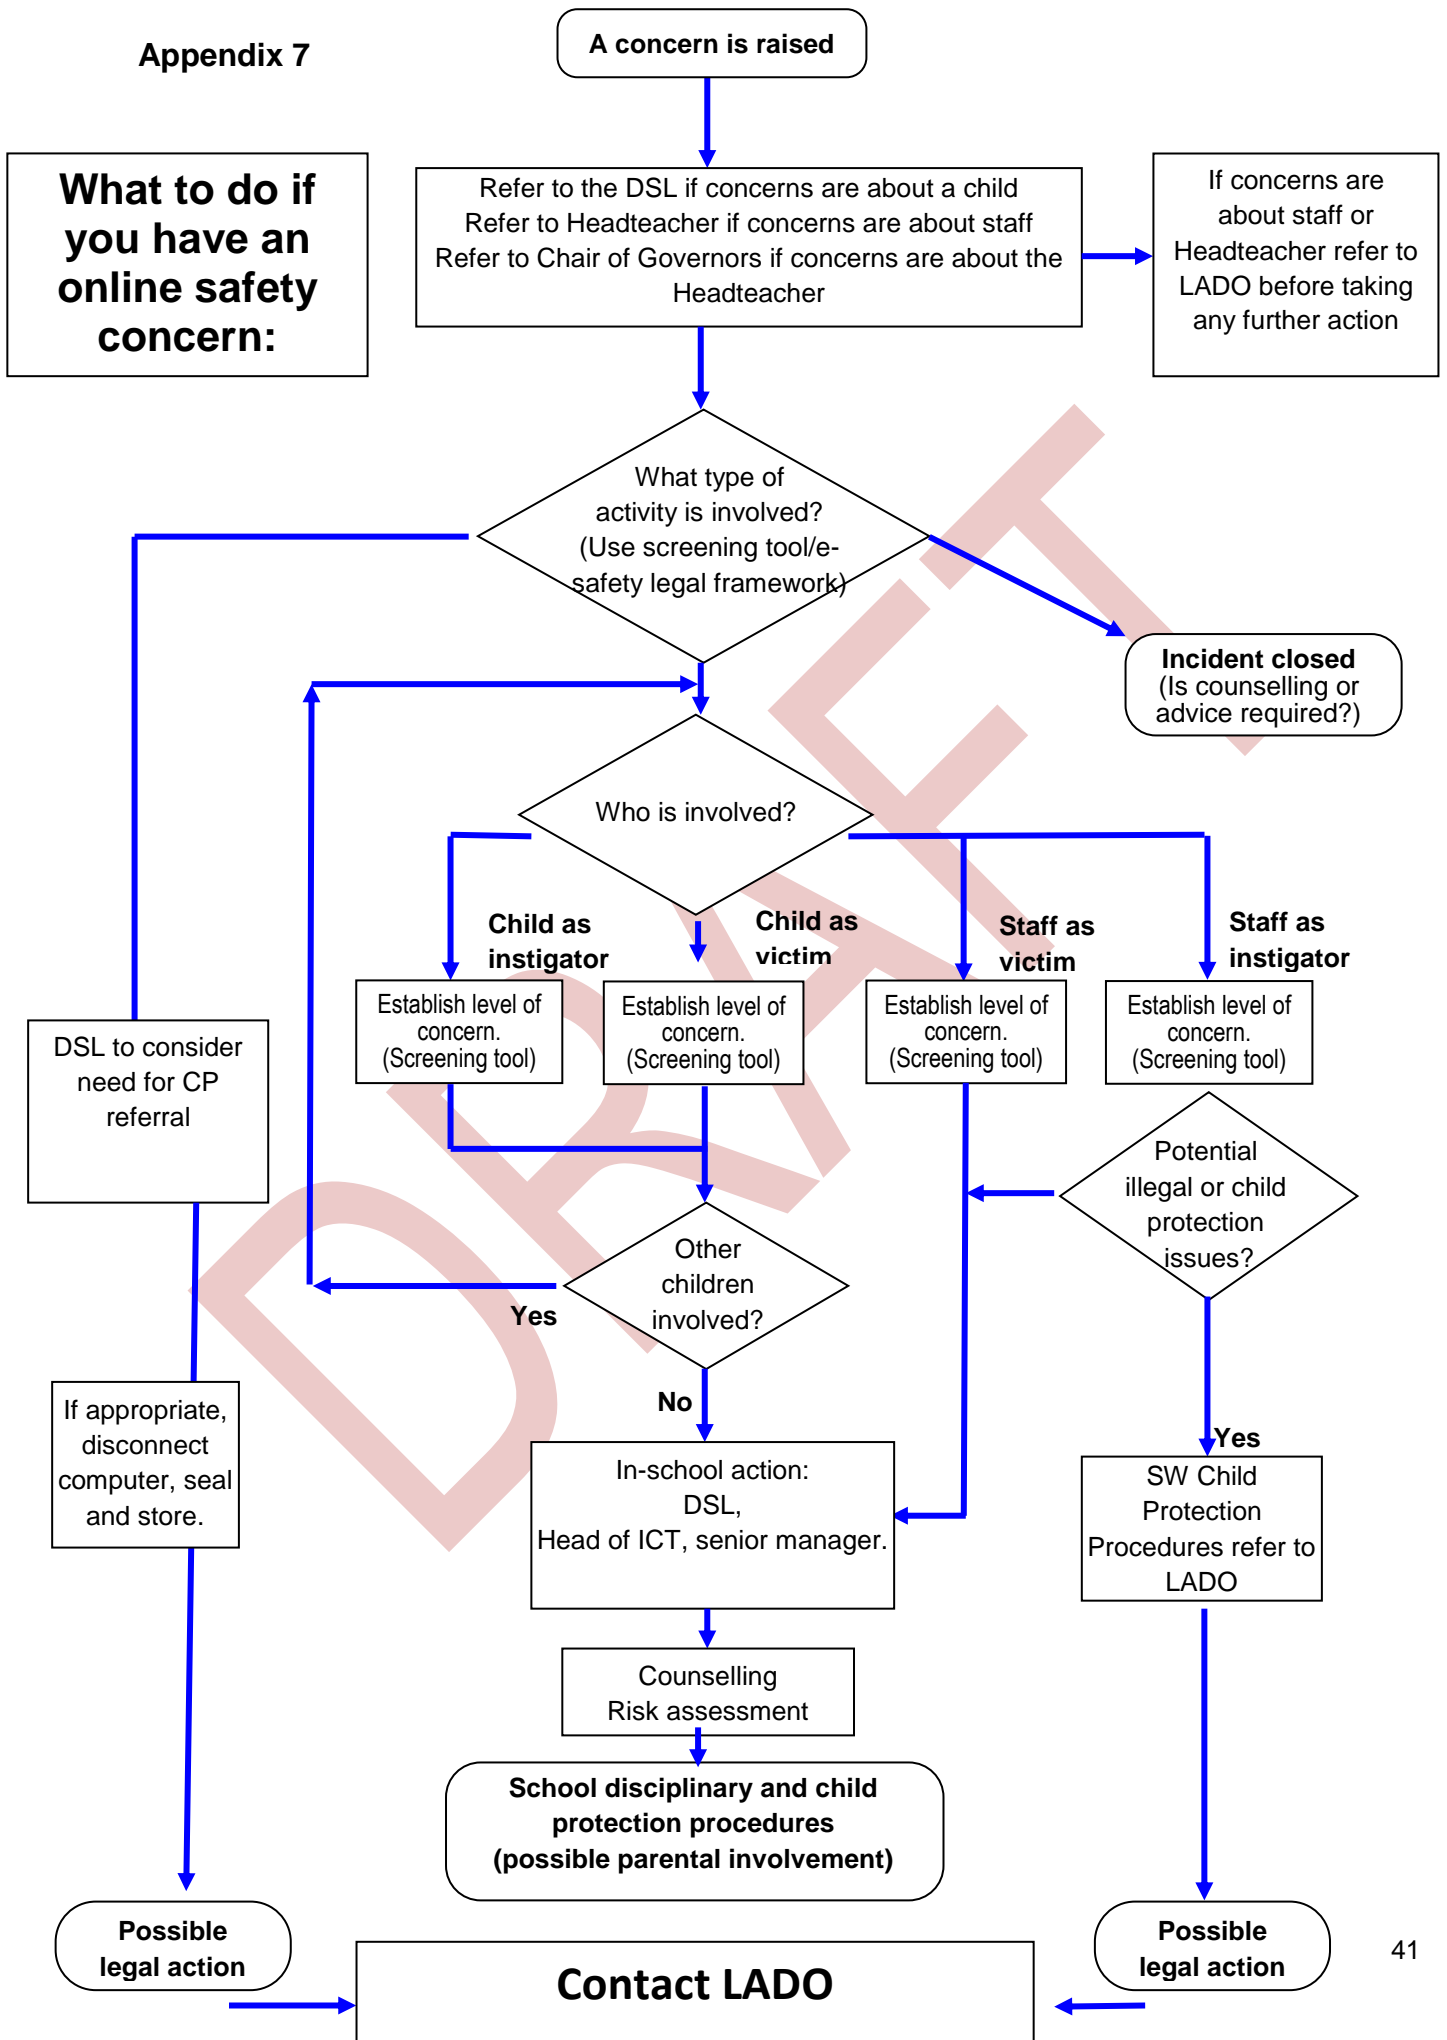 Appendix 7
A concern is raised
What to do if
you have an
online safety
concern:
Refer to the DSL if concerns are about a child
Refer to Headteacher if concerns are about staff
Refer to Chair of Governors if concerns are about the
Headteacher
If concerns are
about staff or
Headteacher refer to
LADO before taking
any further action
What type of
activity is involved?
(Use screening tool/e-
safety legal framework)
Incident closed
(Is counselling or
advice required?)
Who is involved?
Child as
instigator
Child as
victim
Staff as
victim
Staff as
instigator
Establish level of
concern.
(Screening tool)
Establish level of
concern.
(Screening tool)
Establish level of
concern.
(Screening tool)
Establish level of
concern.
(Screening tool)
DSL to consider
need for CP
referral
Potential
illegal or child
protection
issues?
Other
children
involved?
Yes
No
If appropriate,
disconnect
computer, seal
and store.
In-school action:
DSL,
Head of ICT, senior manager.
Yes
SW Child
Protection
Procedures refer to
LADO
Counselling
Risk assessment
School disciplinary and child
protection procedures
(possible parental involvement)
Possible
legal action
Possible
legal action
Contact LADO
41
DRAFT